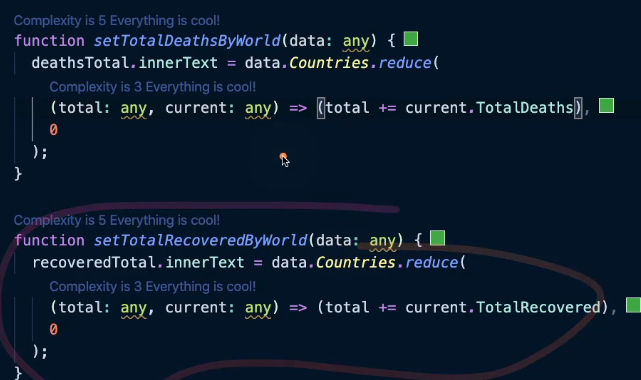 Complexity is 5 Everything is cool!
function setTotalDeathsByWorld(data: any) {
deathsTotal.innerText = data.Countries.reduce(
Complexity is 3 Everything is cool!
(total: any, current: any) => (total += current.TotalDeaths),
0
);
}
Complexity is 5 Everything is cool!
function setTotalRecoveredByWorld(data: any) {
recoveredTotal.innerText = data.Countries.reduce(
Complexity is 3 Everything is cool!
(total: any, current: any) => (total += current.TotalRecovered),
0
);
}